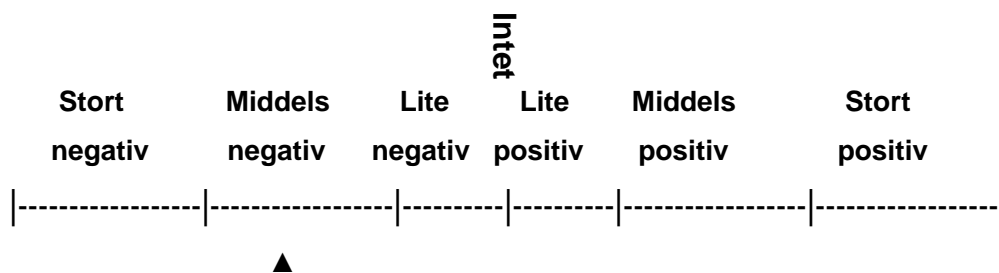 Intet
Stort Middels Lite Lite Middels Stort
negativ negativ negativ positiv positiv positiv
|------------------|------------------|----------|----------|------------------|------------------
▲